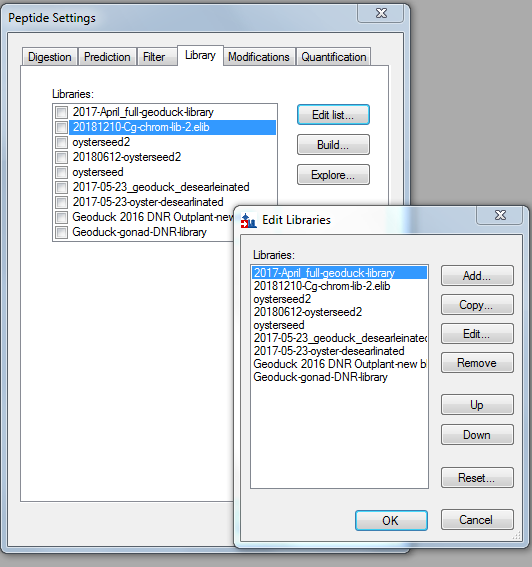 Peptide Settings
Digestion Prediction Filter Library Modifications Quantification
Libraries:
2017-April_full-geoduck-library
20181210-Cg-chrom-lib-2.elib
oysterseed2
20180612-oysterseed2
oysterseed
2017-05-23_geoduck_desearleinated
2017-05-23-oyster-desearlinated
Geoduck 2016 DNR Outplant-new
Geoduck-gonad-DNR-library
Edit list...
Build...
Explore...
Edit Libraries
Libraries:
2017-April_full-geoduck-library
20181210-Cg-chrom-lib-2.elib
oysterseed2
20180612-oysterseed2
oysterseed
2017-05-23_geoduck_desearleinated
2017-05-23-oyster-desearlinated
Geoduck 2016 DNR Outplant-new
Geoduck-gonad-DNR-library
Add...
Copy...
Edit...
Remove
Up
Down
Reset...
OK
Cancel